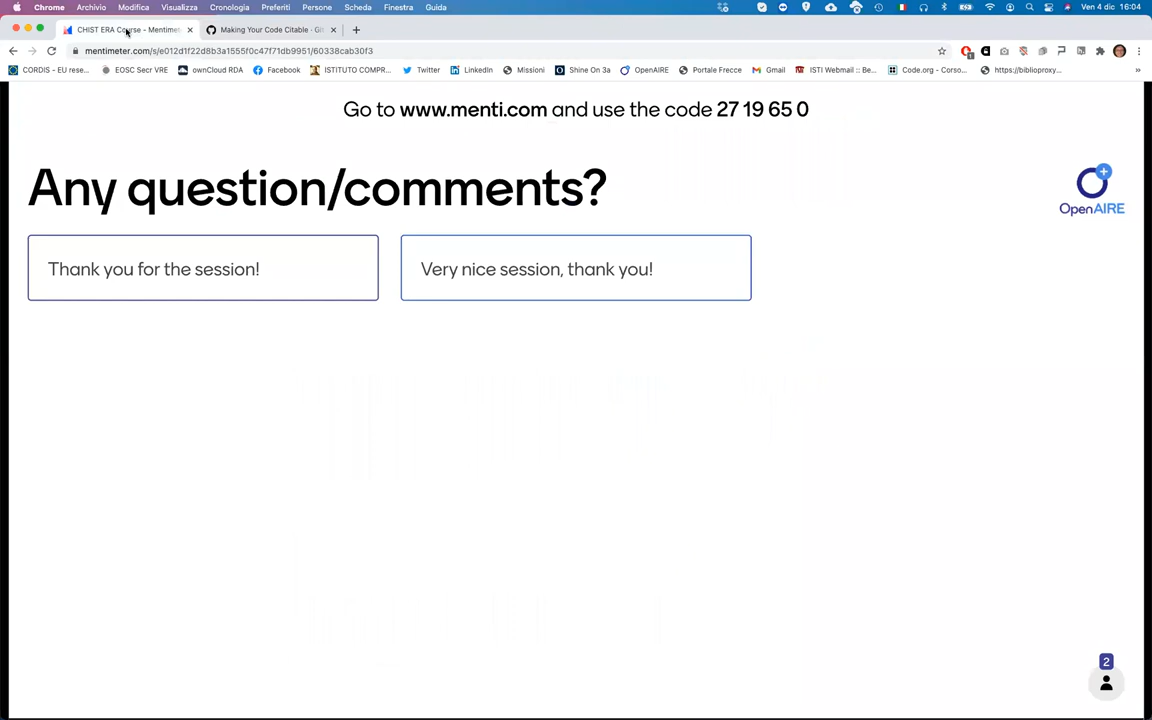 Chrome Archivio Modifica Visualizza Cronologia Preferiti Persone Scheda Finestra Guida Ven 4 dic 16:04
CHIST ERA Course - Mentimet Making Your Code Citable · Git
mentimeter.com/s/e012d1f22d8b3a1555f0c47f71db9951/60338cab30f3
CORDIS - EU rese... EOSC Secr VRE ownCloud RDA Facebook ISTITUTO COMPR... Twitter LinkedIn Missioni Shine On 3a OpenAIRE Portale Frecce Gmail ISTI Webmail :: Be... Code.org - Corso... https://biblioproxy... »
Go to www.menti.com and use the code 27 19 65 0
Any question/comments?
OpenAIRE
Thank you for the session!
Very nice session, thank you!
2